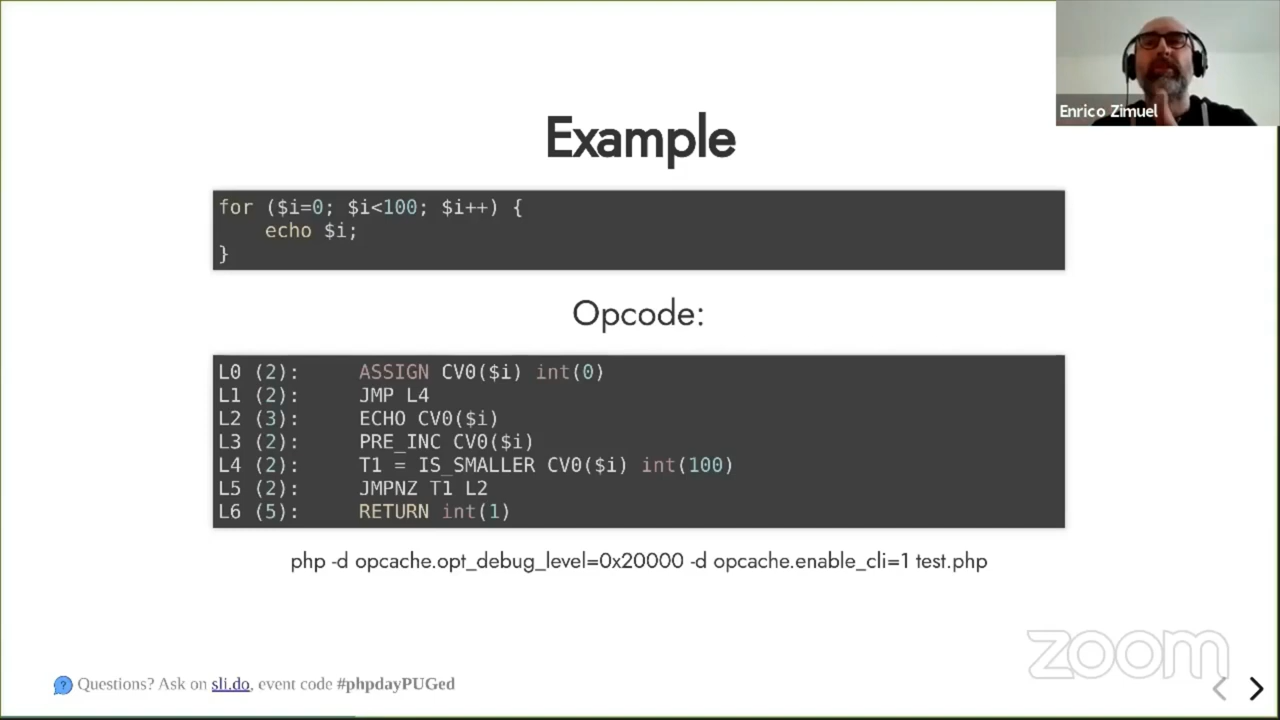 Enrico Zimuel
Example
for ($i=0; $i<100; $i++) {
    echo $i;
}
Opcode:
L0 (2):     ASSIGN CV0($i) int(0)
L1 (2):     JMP L4
L2 (3):     ECHO CV0($i)
L3 (2):     PRE_INC CV0($i)
L4 (2):     T1 = IS_SMALLER CV0($i) int(100)
L5 (2):     JMPNZ T1 L2
L6 (5):     RETURN int(1)
php -d opcache.opt_debug_level=0x20000 -d opcache.enable_cli=1 test.php
zoom
Questions? Ask on sli.do, event code #phpdayPUGed